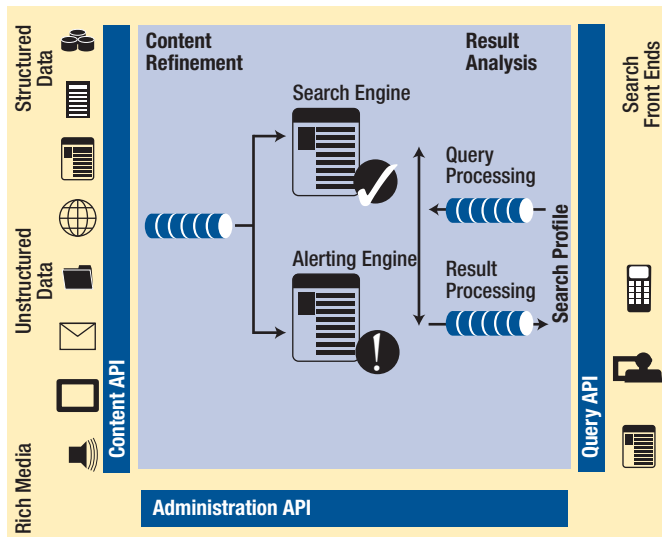 Structured
Data
Unstructured
Data
Rich Media
Content API
Content
Refinement
Search Engine
Alerting Engine
Result
Analysis
Query
Processing
Result
Processing
Search Profile
Query API
Search
Front Ends
Administration API